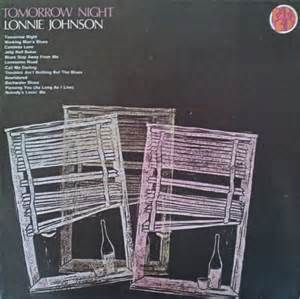 TOMORROW NIGHT
LONNIE JOHNSON
Tomorrow Night
Working Man's Blues
Careless Love
Jelly Roll Baker
Blues Stay Away From Me
Lonesome Road
Call Me Darling
Troubles Ain't Nothing But The Blues
Bewildered
Backwater Blues
Pleasing You (As Long As I Live)
Nobody's Lovin' Me